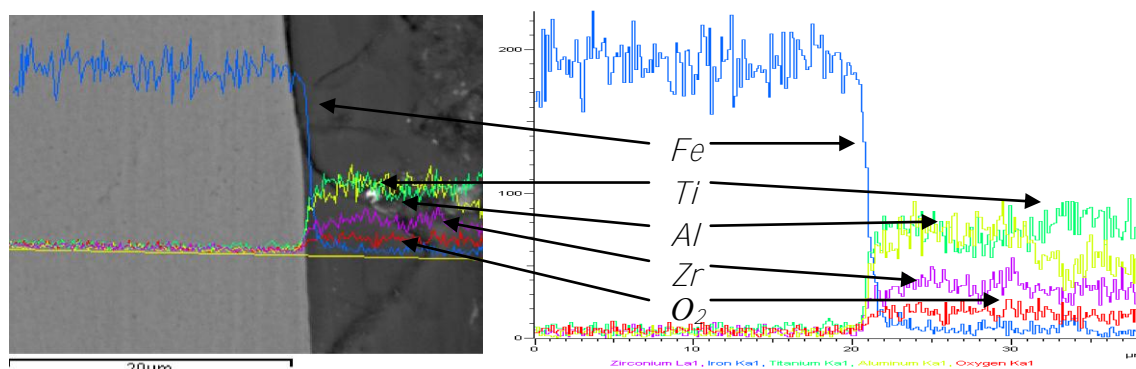 200
100
0
Fe
Ti
Al
Zr
O2
0 10 20 30
Zirconium La1, Iron Ka1, Titanium Ka1, Aluminum Ka1, Oxygen Ka1
20µm